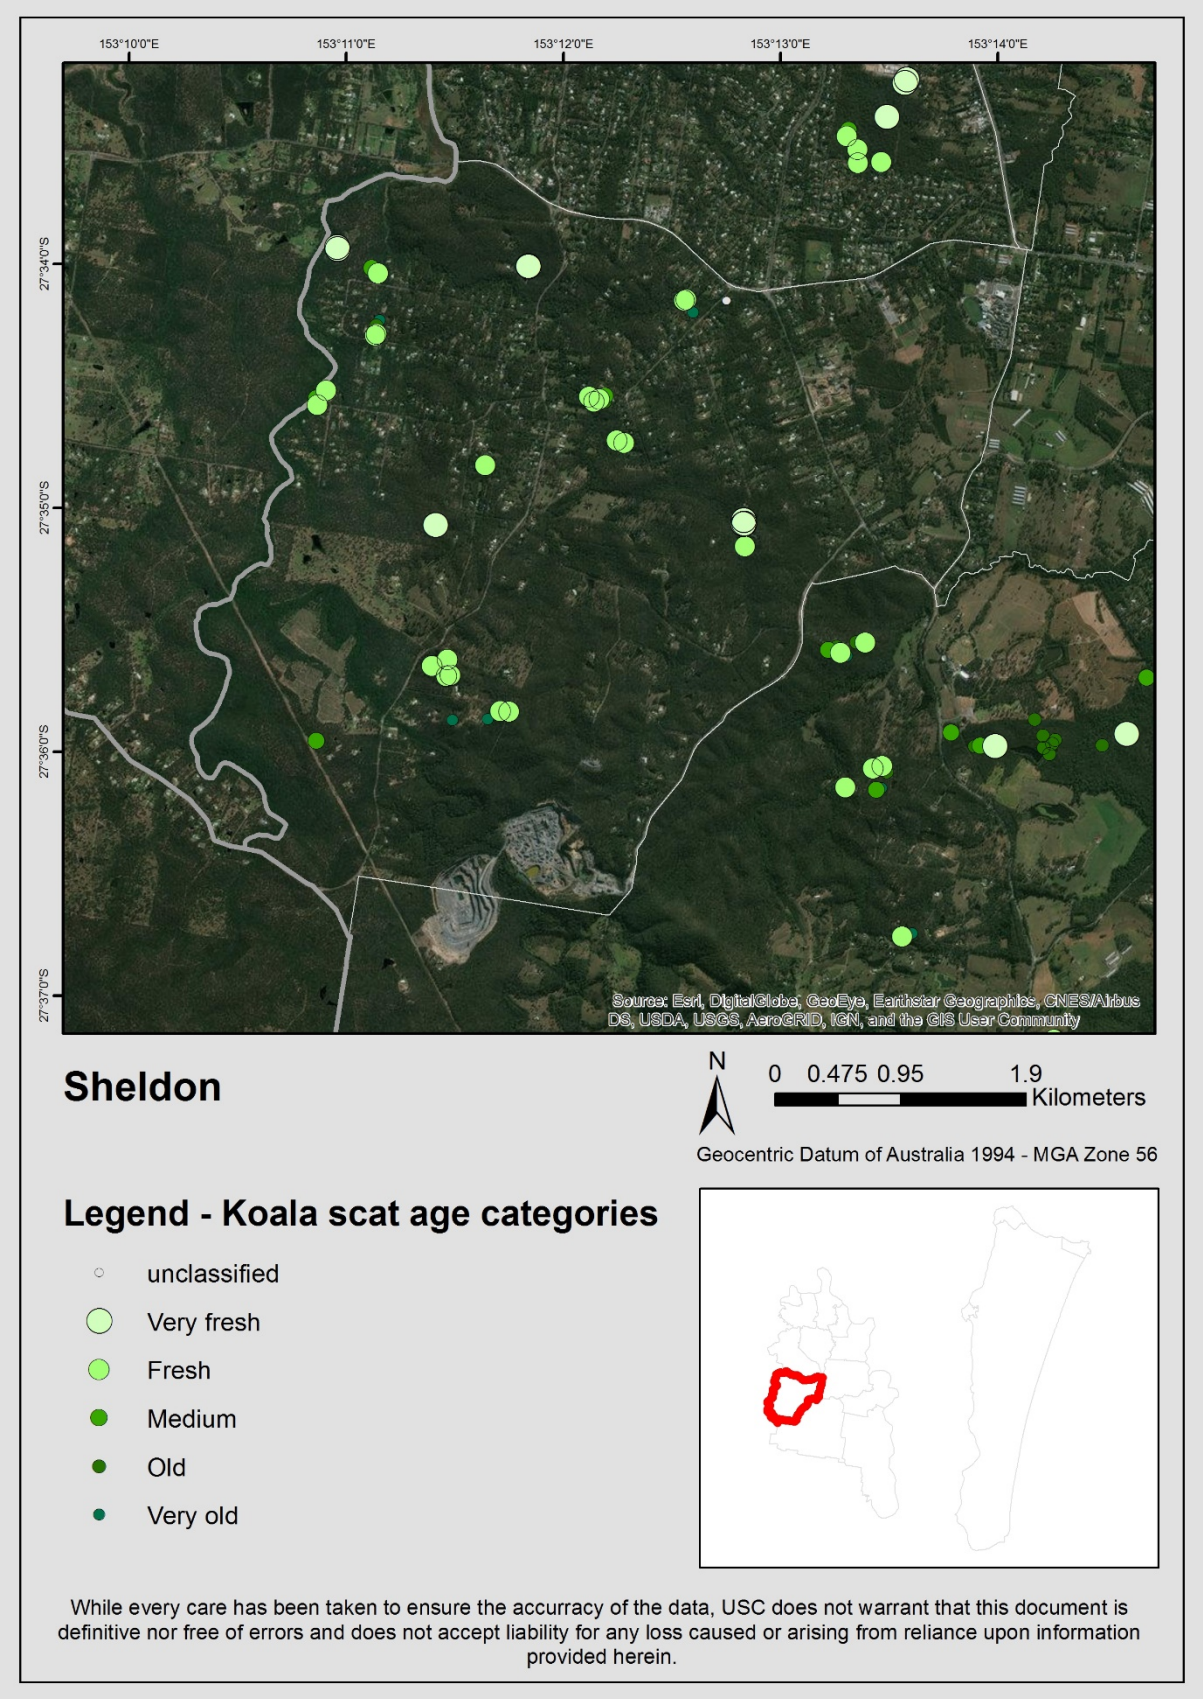 153°10'0"E 153°11'0"E 153°12'0"E 153°13'0"E 153°14'0"E
27°34'0"S
27°35'0"S
27°36'0"S
27°37'0"S
Source: Esri, DigitalGlobe, GeoEye, Earthstar Geographics, CNES/Airbus
DS, USDA, USGS, AeroGRID, IGN, and the GIS User Community
Sheldon
N
0 0.475 0.95 1.9
Kilometers
Geocentric Datum of Australia 1994 - MGA Zone 56
Legend - Koala scat age categories
unclassified
Very fresh
Fresh
Medium
Old
Very old
While every care has been taken to ensure the accurracy of the data, USC does not warrant that this document is
definitive nor free of errors and does not accept liability for any loss caused or arising from reliance upon information
provided herein.